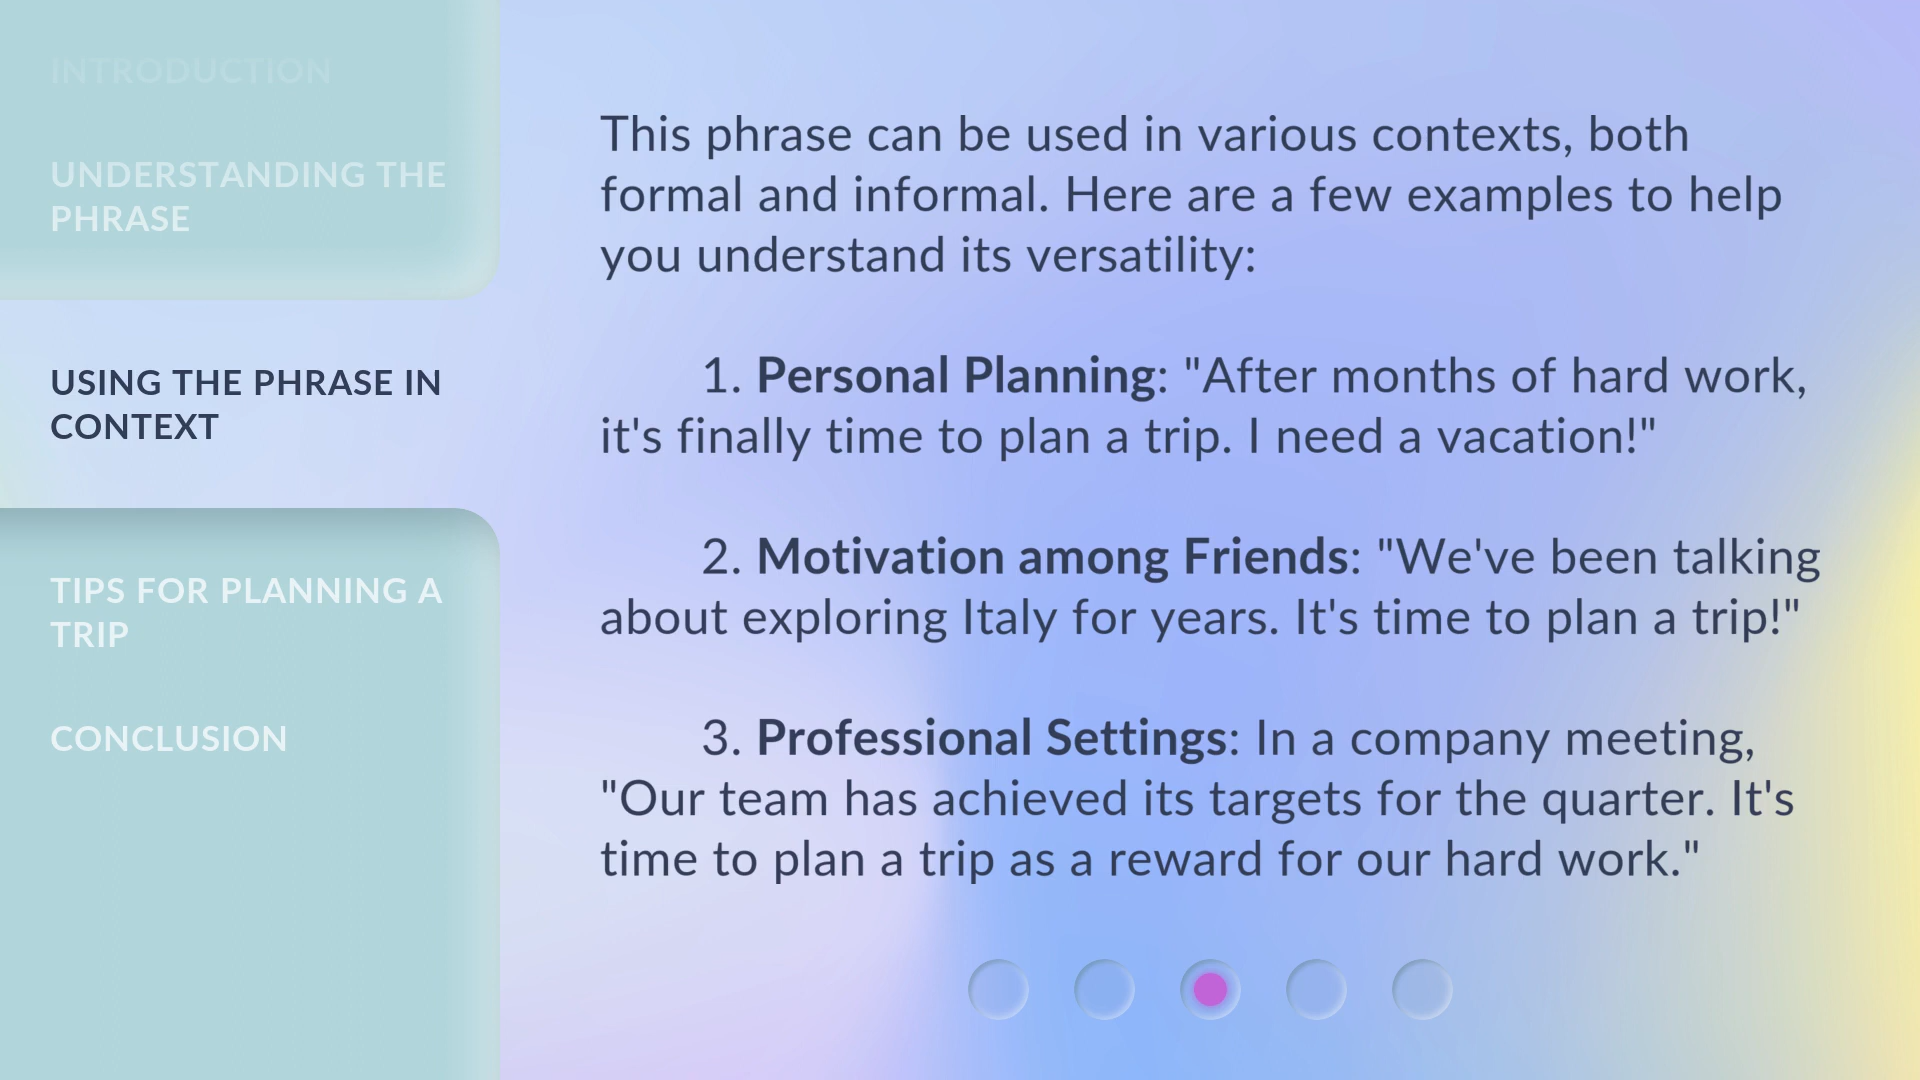 INTRODUCTION
UNDERSTANDING THE
PHRASE
USING THE PHRASE IN
CONTEXT
TIPS FOR PLANNING A
TRIP
CONCLUSION
This phrase can be used in various contexts, both
formal and informal. Here are a few examples to help
you understand its versatility:
1. Personal Planning: "After months of hard work,
it's finally time to plan a trip. I need a vacation!"
2. Motivation among Friends: "We've been talking
about exploring Italy for years. It's time to plan a trip!"
3. Professional Settings: In a company meeting,
"Our team has achieved its targets for the quarter. It's
time to plan a trip as a reward for our hard work."